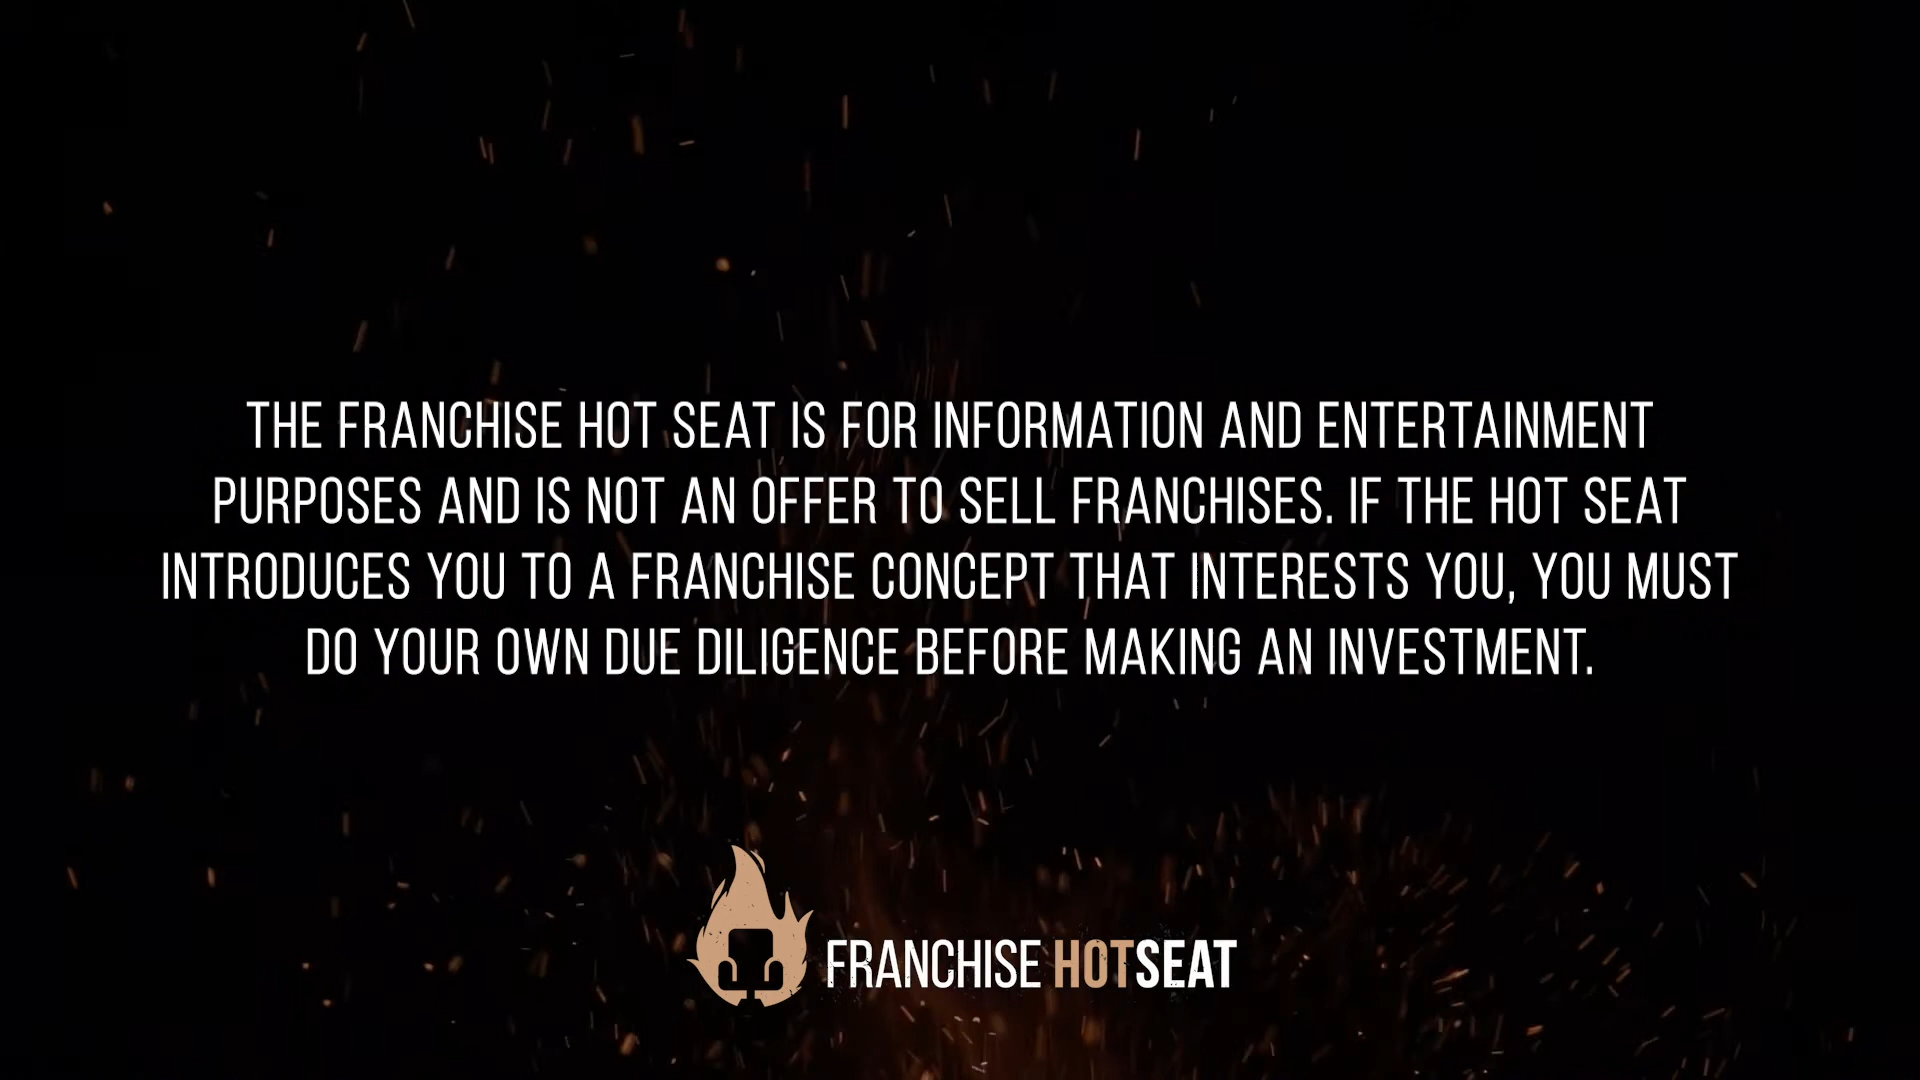 THE FRANCHISE HOT SEAT IS FOR INFORMATION AND ENTERTAINMENT
PURPOSES AND IS NOT AN OFFER TO SELL FRANCHISES. IF THE HOT SEAT
INTRODUCES YOU TO A FRANCHISE CONCEPT THAT INTERESTS YOU, YOU MUST
DO YOUR OWN DUE DILIGENCE BEFORE MAKING AN INVESTMENT.
FRANCHISE HOTSEAT